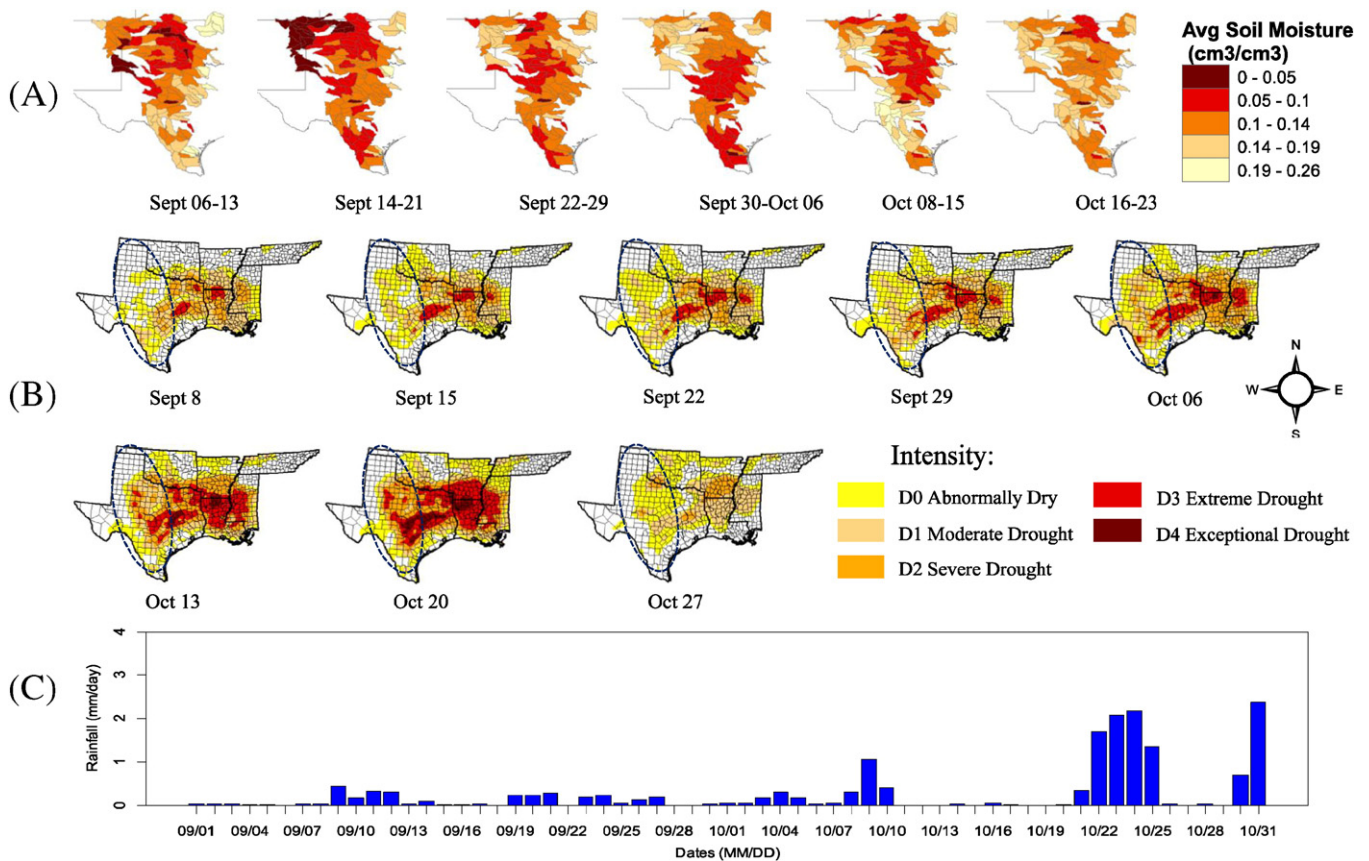 (A)
Avg Soil Moisture
(cm3/cm3)
0 - 0.05
0.05 - 0.1
0.1 - 0.14
0.14 - 0.19
0.19 - 0.26
Sept 06-13
Sept 14-21
Sept 22-29
Sept 30-Oct 06
Oct 08-15
Oct 16-23
(B)
Sept 8
Sept 15
Sept 22
Sept 29
Oct 06
N
W
E
S
Oct 13
Oct 20
Oct 27
Intensity:
D0 Abnormally Dry
D1 Moderate Drought
D2 Severe Drought
D3 Extreme Drought
D4 Exceptional Drought
(C)
Rainfall (mm/day)
4
3
2
1
0
09/01 09/04 09/07 09/10 09/13 09/16 09/19 09/22 09/25 09/28 10/01 10/04 10/07 10/10 10/13 10/16 10/19 10/22 10/25 10/28 10/31
Dates (MM/DD)